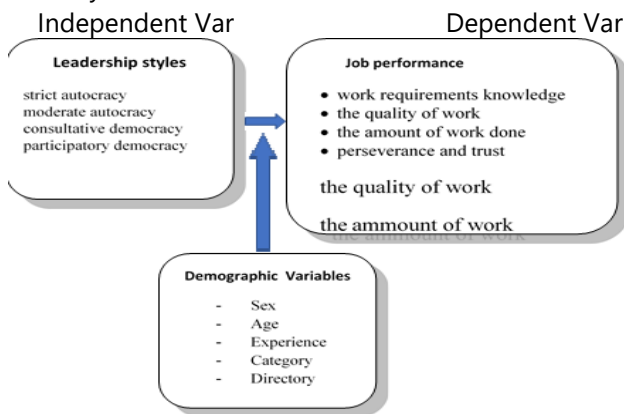 Independent Var
Dependent Var
Leadership styles
strict autocracy
moderate autocracy
consultative democracy
participatory democracy
Job performance
• work requirements knowledge
• the quality of work
• the amount of work done
• perseverance and trust
the quality of work
the ammount of work
Demographic Variables
- Sex
- Age
- Experience
- Category
- Directory